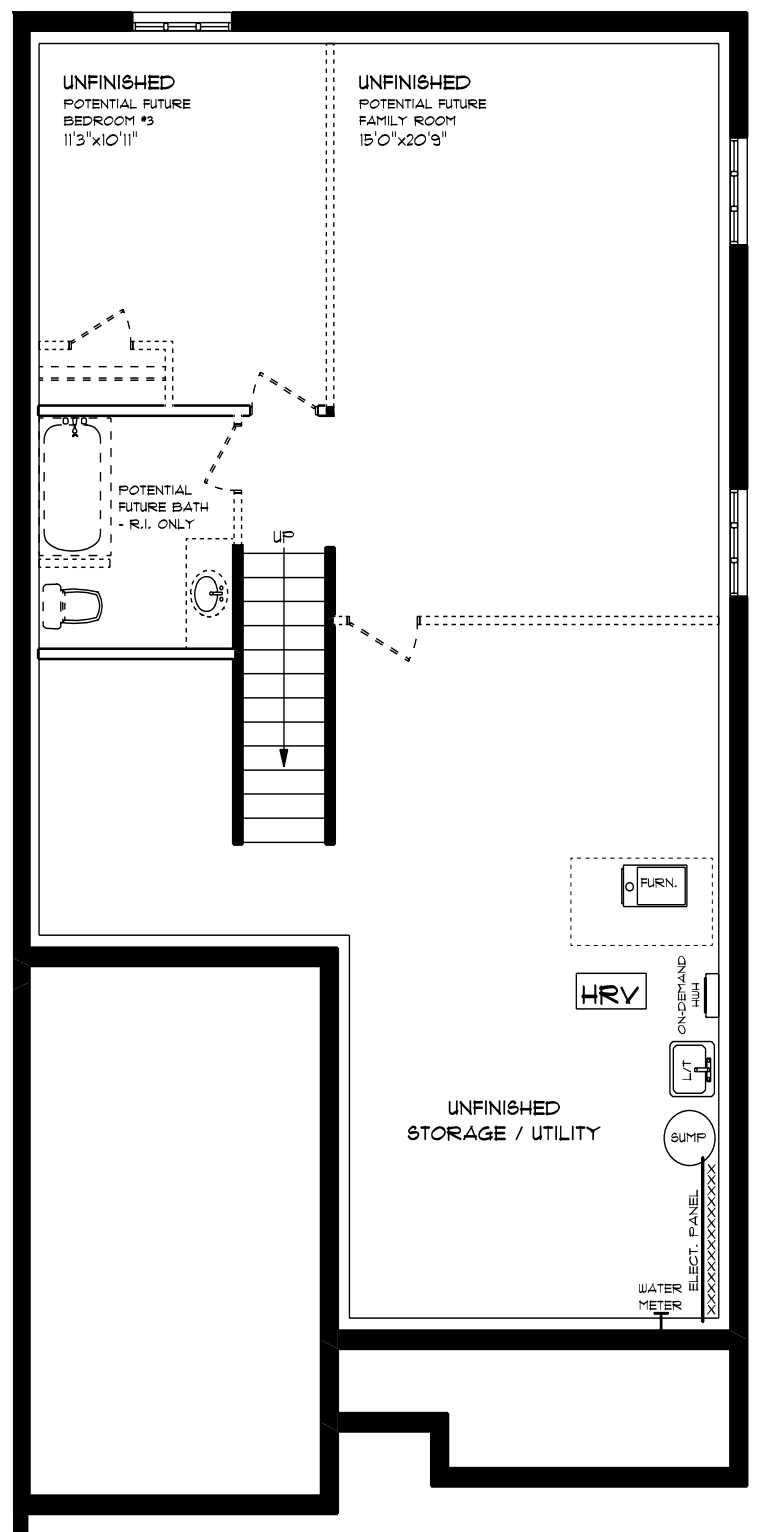 UNFINISHED
POTENTIAL FUTURE
BEDROOM #3
11'3"x10'11"
UNFINISHED
POTENTIAL FUTURE
FAMILY ROOM
15'0"x20'9"
POTENTIAL
FUTURE BATH
- R.I. ONLY
UP
FURN.
HRV
ON-DEMAND
HWH
L/T
UNFINISHED
STORAGE / UTILITY
SUMP
ELECT. PANEL
WATER
METER